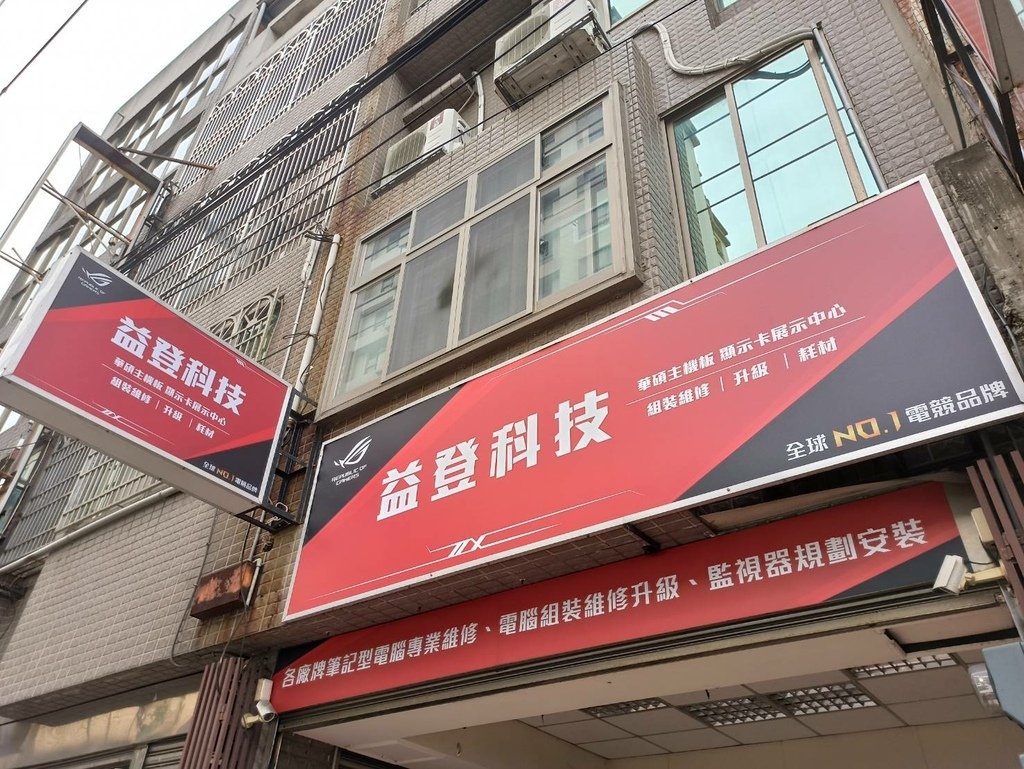 REPUBLIC OF
GAMERS
益登科技
華碩主機板 顯示卡展示中心
組裝維修｜升級｜耗材
全球 NO.1 電競品牌
REPUBLIC OF
GAMERS
益登科技
華碩主機板 顯示卡展示中心
組裝維修｜升級｜耗材
全球 NO.1 電競品牌
各廠牌筆記型電腦專業維修、電腦組裝維修升級、監視器規劃安裝